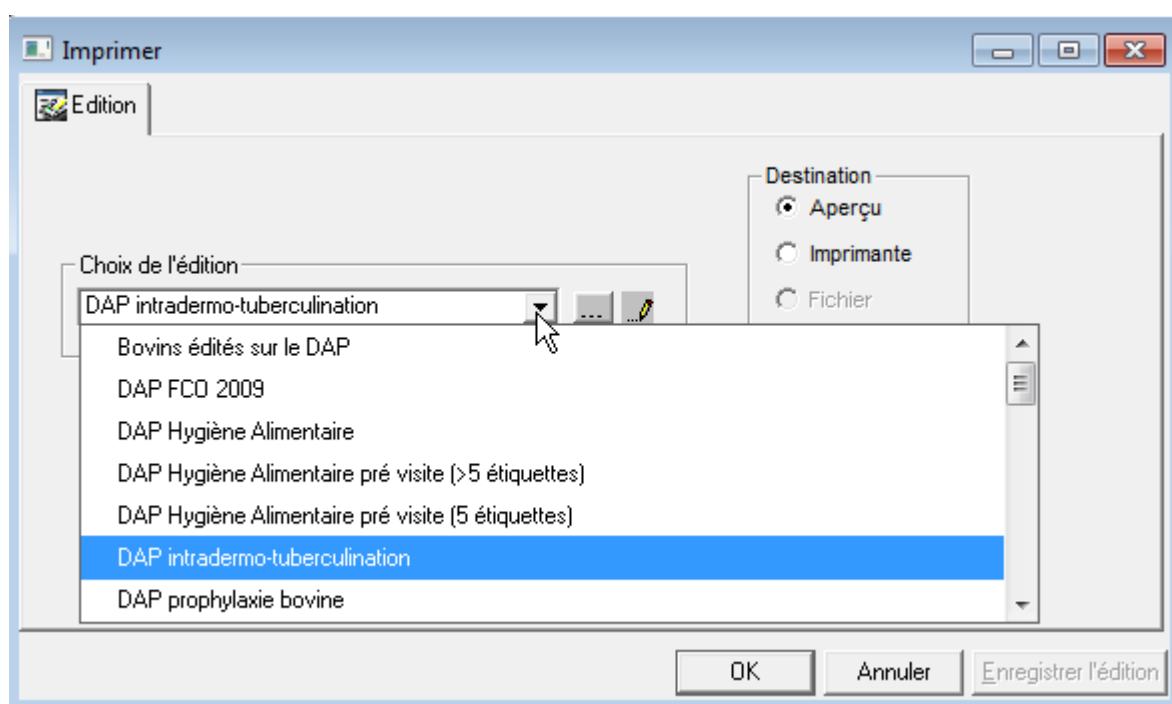 Imprimer
Edition
Destination
Aperçu
Imprimante
Fichier
Choix de l'édition
DAP intradermo-tuberculination
...
Bovins édités sur le DAP
DAP FCO 2009
DAP Hygiène Alimentaire
DAP Hygiène Alimentaire pré visite (>5 étiquettes)
DAP Hygiène Alimentaire pré visite (5 étiquettes)
DAP intradermo-tuberculination
DAP prophylaxie bovine
OK
Annuler
Enregistrer l'édition